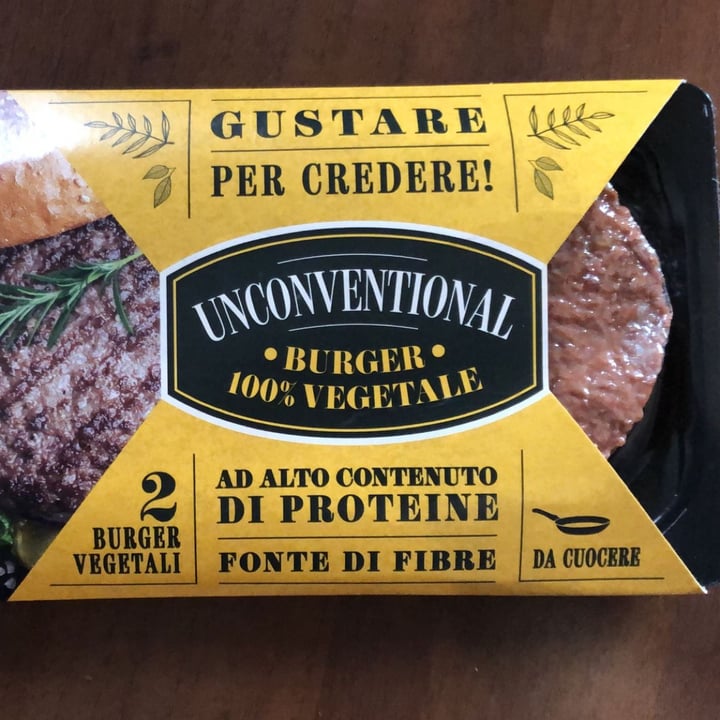 GUSTARE
PER CREDERE!
UNCONVENTIONAL
• BURGER •
100% VEGETALE
2
BURGER
VEGETALI
AD ALTO CONTENUTO
DI PROTEINE
FONTE DI FIBRE
DA CUOCERE